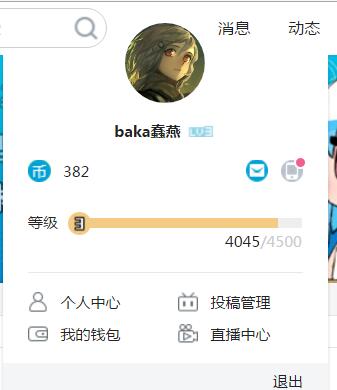 消息 动态
baka蠢燕 LV3
币 382
等级 3
4045/4500
个人中心 投稿管理
我的钱包 直播中心
退出